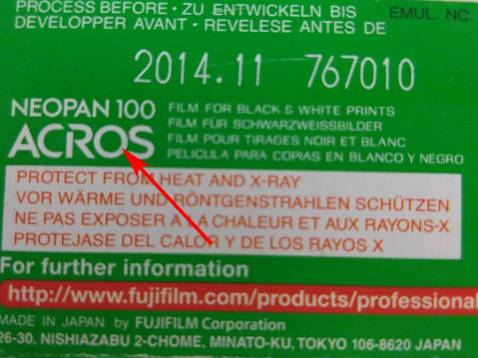 PROCESS BEFORE · ZU ENTWICKELN BIS
DEVELOPPER AVANT · REVELESE ANTES DE
EMUL. NO.
2014.11 767010
NEOPAN 100
ACROS
FILM FOR BLACK & WHITE PRINTS
FILM FÜR SCHWARZWEISSBILDER
FILM POUR TIRAGES NOIR ET BLANC
PELICULA PARA COPIAS EN BLANCO Y NEGRO
PROTECT FROM HEAT AND X-RAY
VOR WÄRME UND RÖNTGENSTRAHLEN SCHÜTZEN
NE PAS EXPOSER A LA CHALEUR ET AUX RAYONS-X
PROTEJASE DEL CALOR Y DE LOS RAYOS X
For further information
http://www.fujifilm.com/products/professional
MADE IN JAPAN by FUJIFILM Corporation
26-30, NISHIAZABU 2-CHOME, MINATO-KU, TOKYO 106-8620 JAPAN